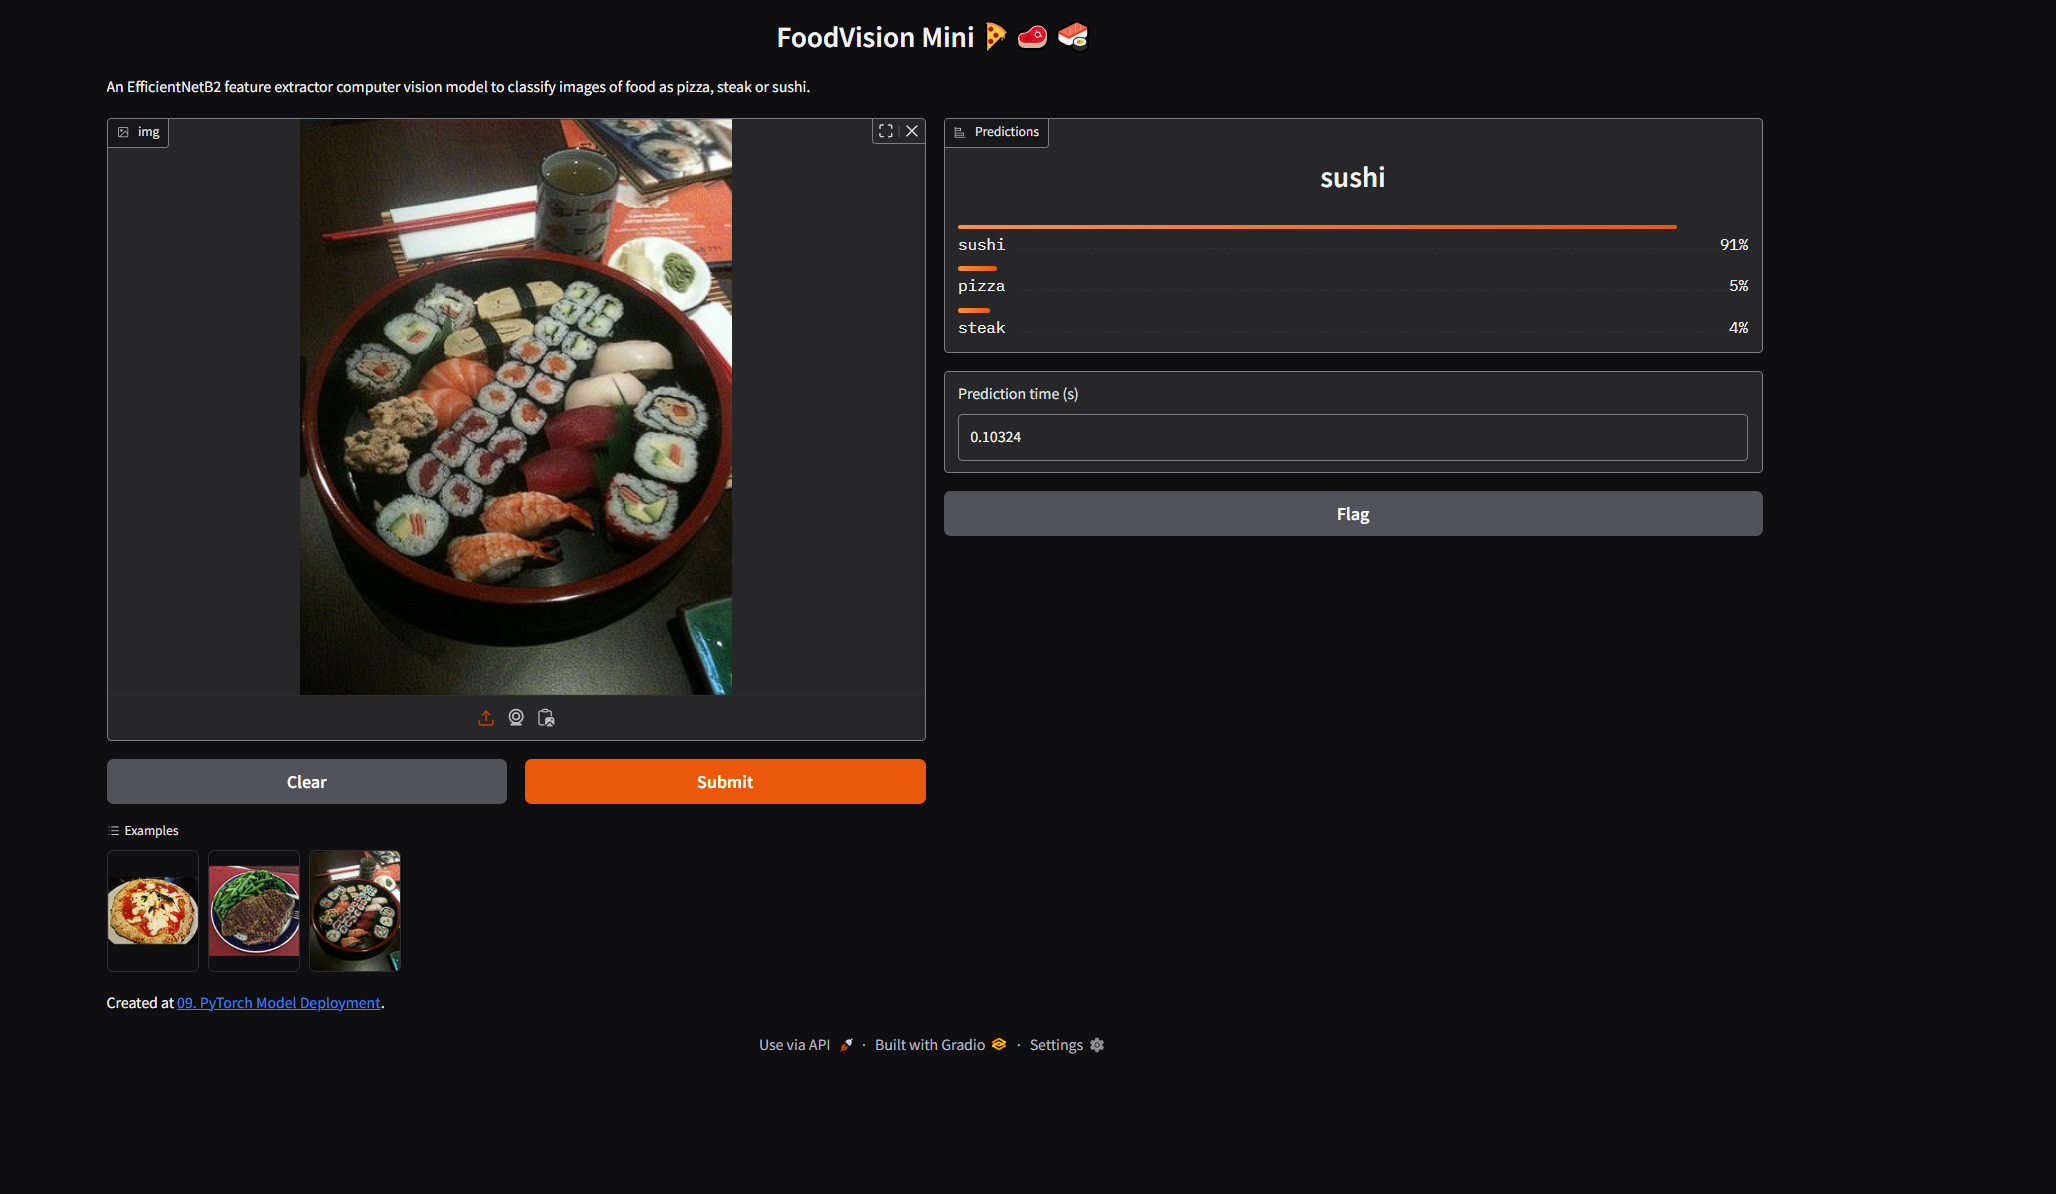 FoodVision Mini 🍕 🥩 🍣
An EfficientNetB2 feature extractor computer vision model to classify images of food as pizza, steak or sushi.
img
Predictions
sushi
sushi 91%
pizza 5%
steak 4%
Prediction time (s)
0.10324
Flag
Clear
Submit
Examples
Created at 09. PyTorch Model Deployment.
Use via API 🚀 · Built with Gradio · Settings